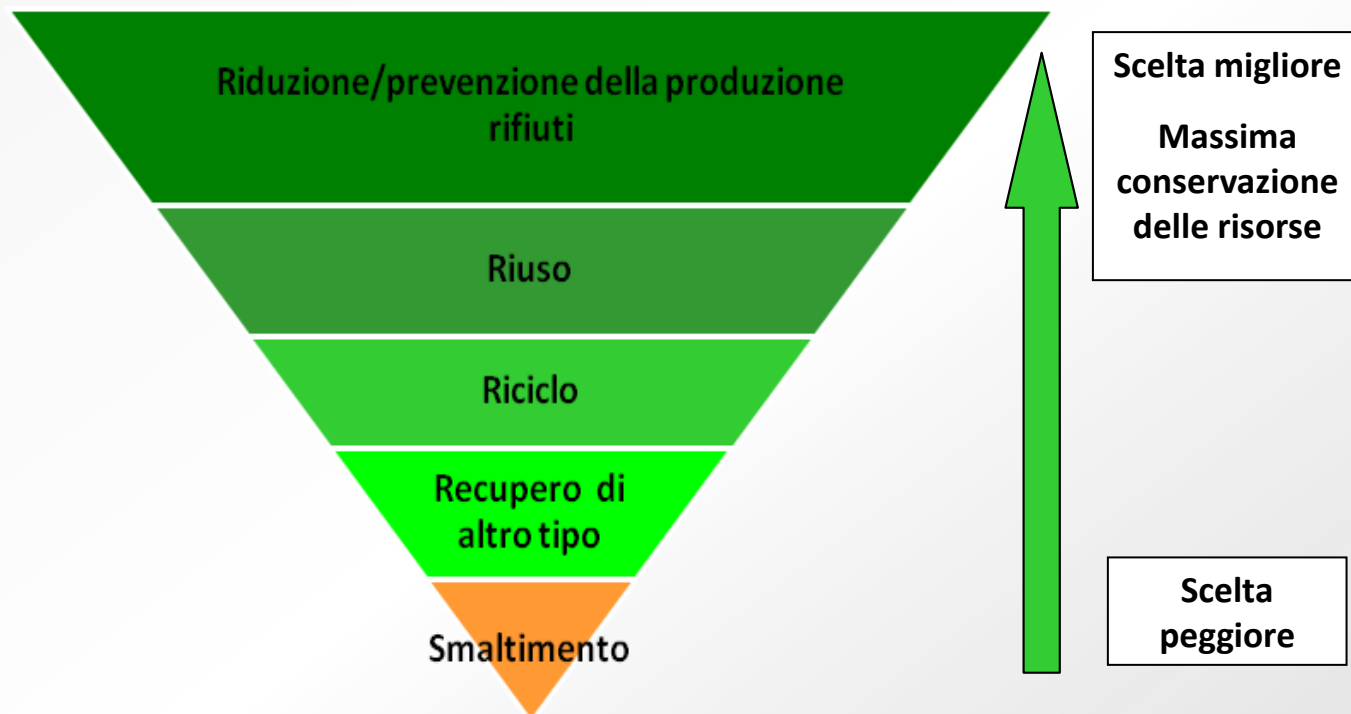 Riduzione/prevenzione della produzione
rifiuti
Riuso
Riciclo
Recupero di
altro tipo
Smaltimento
Scelta migliore
Massima
conservazione
delle risorse
Scelta
peggiore